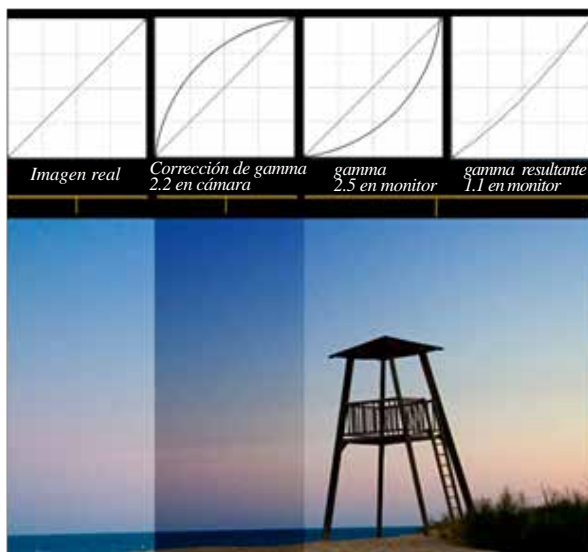 Imagen real
Corrección de gamma
2.2 en cámara
gamma
2.5 en monitor
gamma resultante
1.1 en monitor